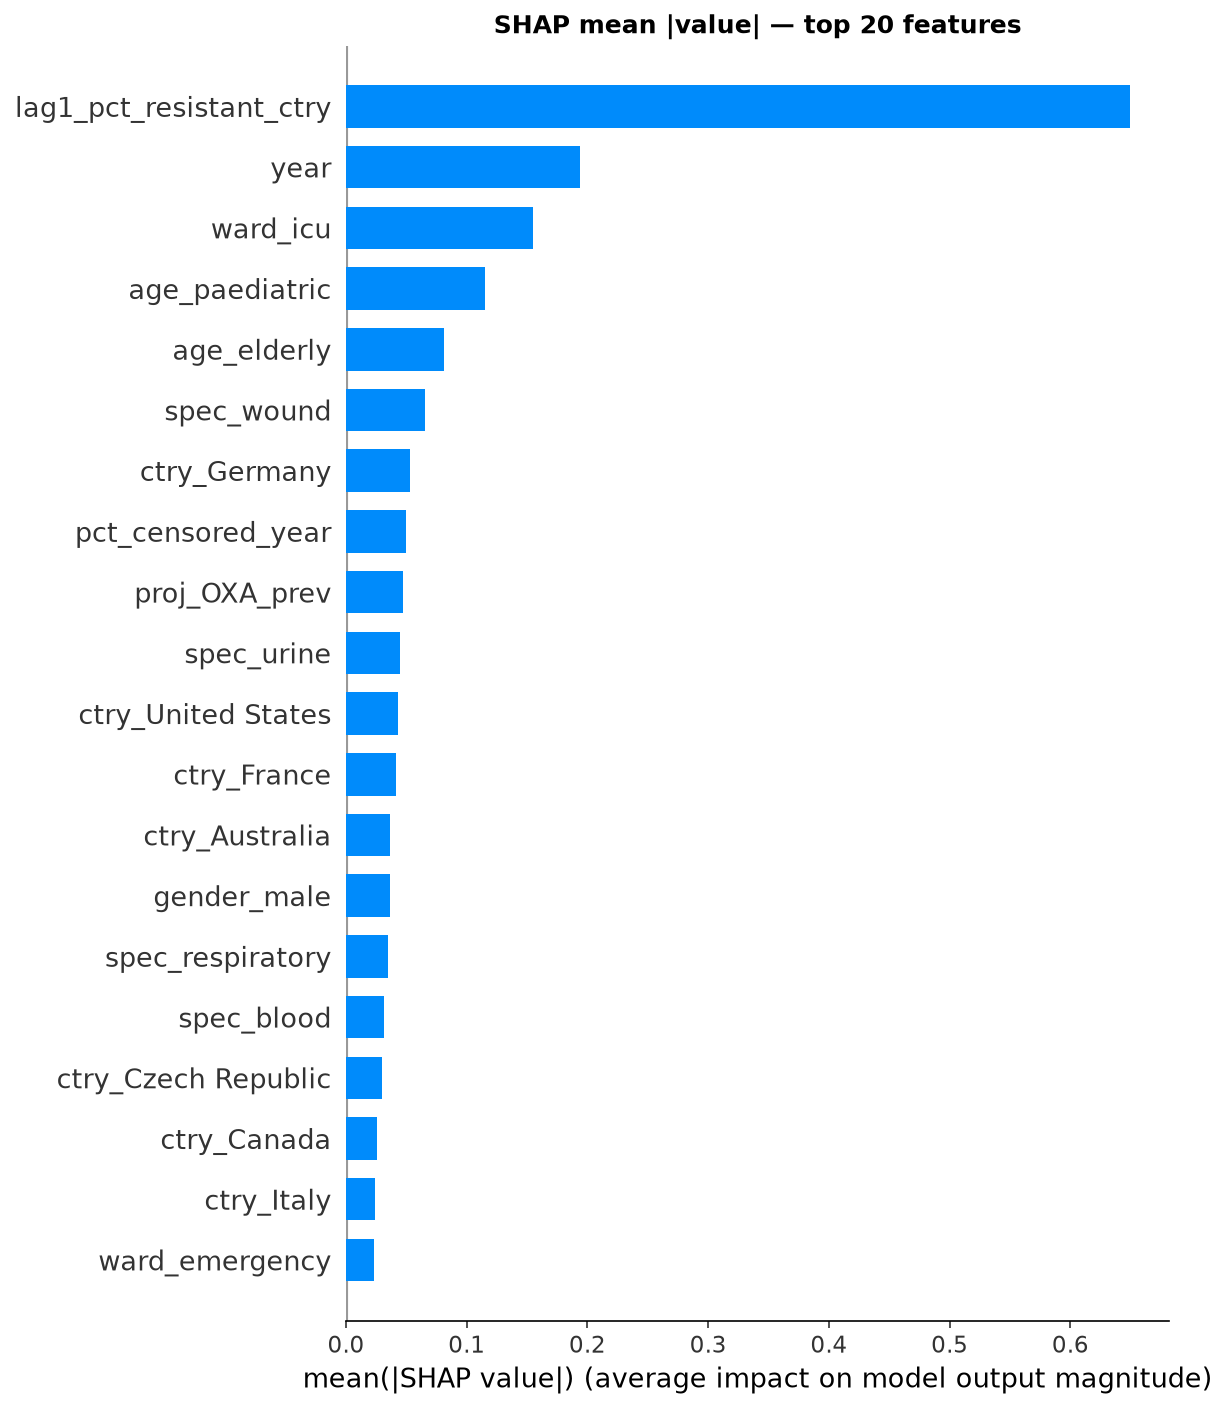 SHAP mean |value| — top 20 features
lag1_pct_resistant_ctry
year
ward_icu
age_paediatric
age_elderly
spec_wound
ctry_Germany
pct_censored_year
proj_OXA_prev
spec_urine
ctry_United States
ctry_France
ctry_Australia
gender_male
spec_respiratory
spec_blood
ctry_Czech Republic
ctry_Canada
ctry_Italy
ward_emergency
0.0 0.1 0.2 0.3 0.4 0.5 0.6
mean(|SHAP value|) (average impact on model output magnitude)